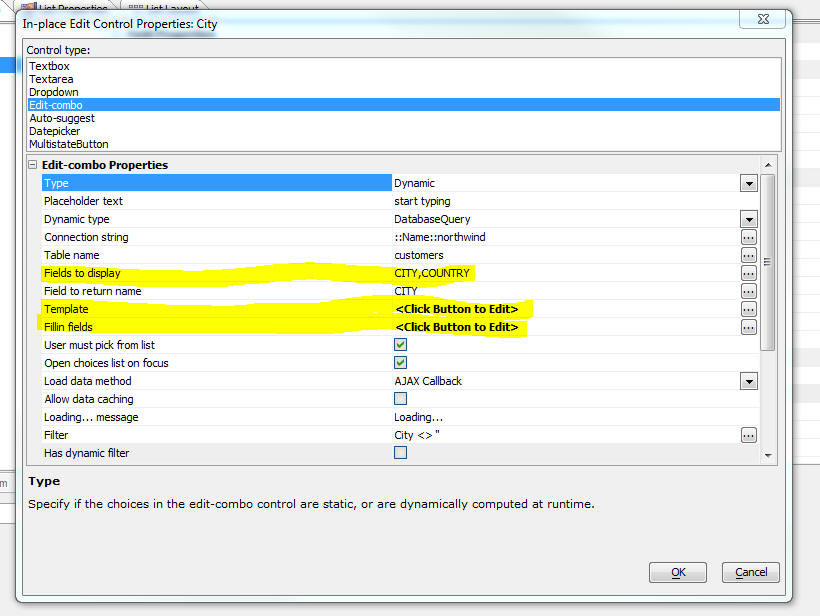 List Properties
List Layout
In-place Edit Control Properties: City
Control type:
Textbox
Textarea
Dropdown
Edit-combo
Auto-suggest
Datepicker
MultistateButton
Edit-combo Properties
Type Dynamic
Placeholder text start typing
Dynamic type DatabaseQuery
Connection string ::Name::northwind
Table name customers
Fields to display CITY,COUNTRY
Field to return name CITY
Template <Click Button to Edit>
Fillin fields <Click Button to Edit>
User must pick from list
Open choices list on focus
Load data method AJAX Callback
Allow data caching
Loading... message Loading...
Filter City <> ''
Has dynamic filter
Type
Specify if the choices in the edit-combo control are static, or are dynamically computed at runtime.
OK Cancel